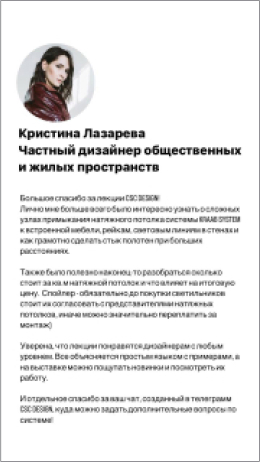 Кристина Лазарева
Частный дизайнер общественных
и жилых пространств
Большое спасибо за лекции CSC DESIGN!
Лично мне больше всего было интересно узнать о сложных
узлах примыкания натяжного потолка системы KRAAB SYSTEM
к встроенной мебели, рейкам, световым линиям в стенах и
как грамотно сделать стык полотен при больших
расстояниях.
Также было полезно наконец-то разобраться сколько
стоит за кв.м натяжной потолок и что влияет на итоговую
цену. Спойлер - обязательно до покупки светильников
стоит их согласовать с представителями натяжных
потолков, иначе можно значительно переплатить за
монтаж)
Уверена, что лекции понравятся дизайнерам с любым
уровнем. Все объясняется простым языком с примерами, а
на выставке можно пощупать новинки и посмотреть их
работу.
И отдельное спасибо за ваш чат, созданный в телеграмм
CSC DESIGN, куда можно задать дополнительные вопросы по
системе!